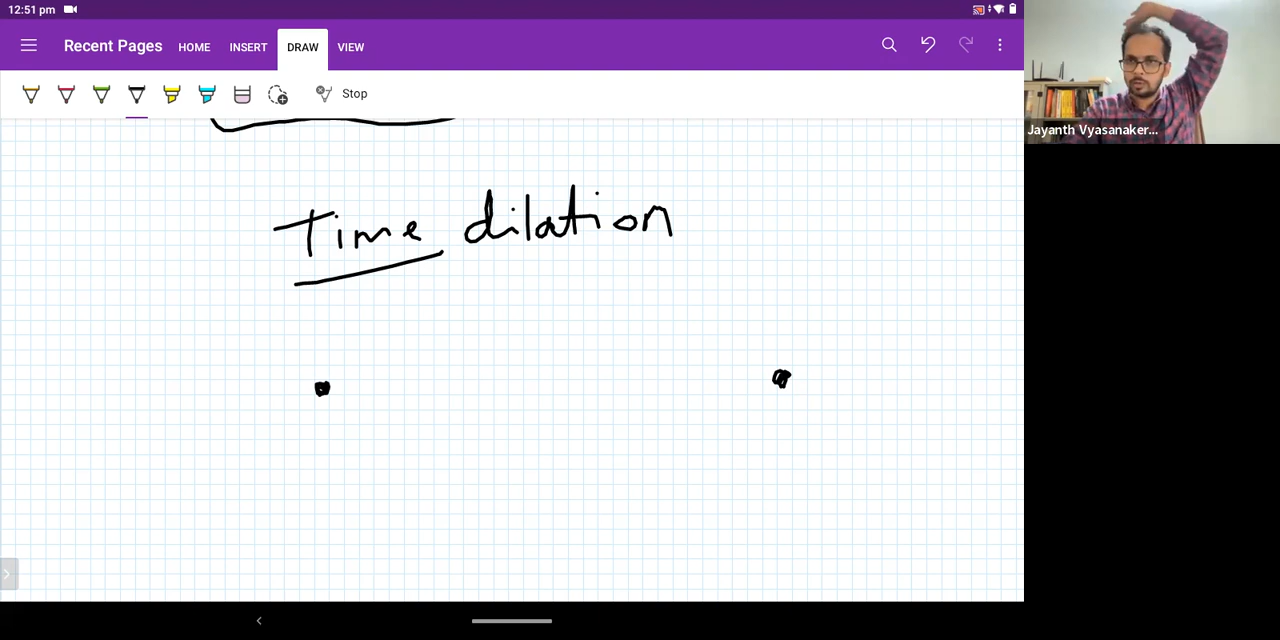 12:51 pm
Recent Pages HOME INSERT DRAW VIEW
Stop
Jayanth Vyasanaker...
Time dilation